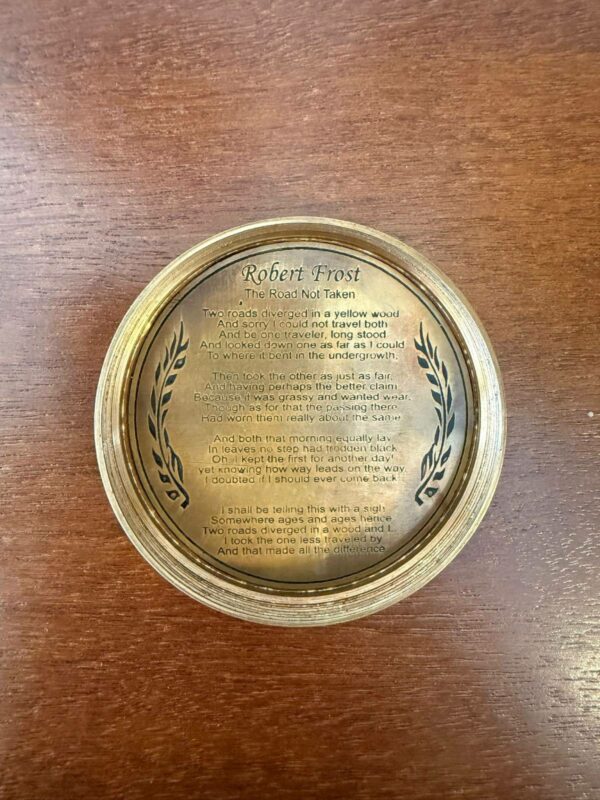 Robert Frost
The Road Not Taken
Two roads diverged in a yellow wood
And sorry I could not travel both
And be one traveler, long stood
And looked down one as far as I could
To where it bent in the undergrowth;
Then took the other as just as fair,
And having perhaps the better claim
Because it was grassy and wanted wear,
Though as for that the passing there
Had worn them really about the same
And both that morning equally lay
In leaves no step had trodden black
Oh, I kept the first for another day!
yet knowing how way leads on the way,
I doubted if I should ever come back
I shall be telling this with a sigh
Somewhere ages and ages hence
Two roads diverged in a wood and I..
I took the one less traveled by
And that made all the difference